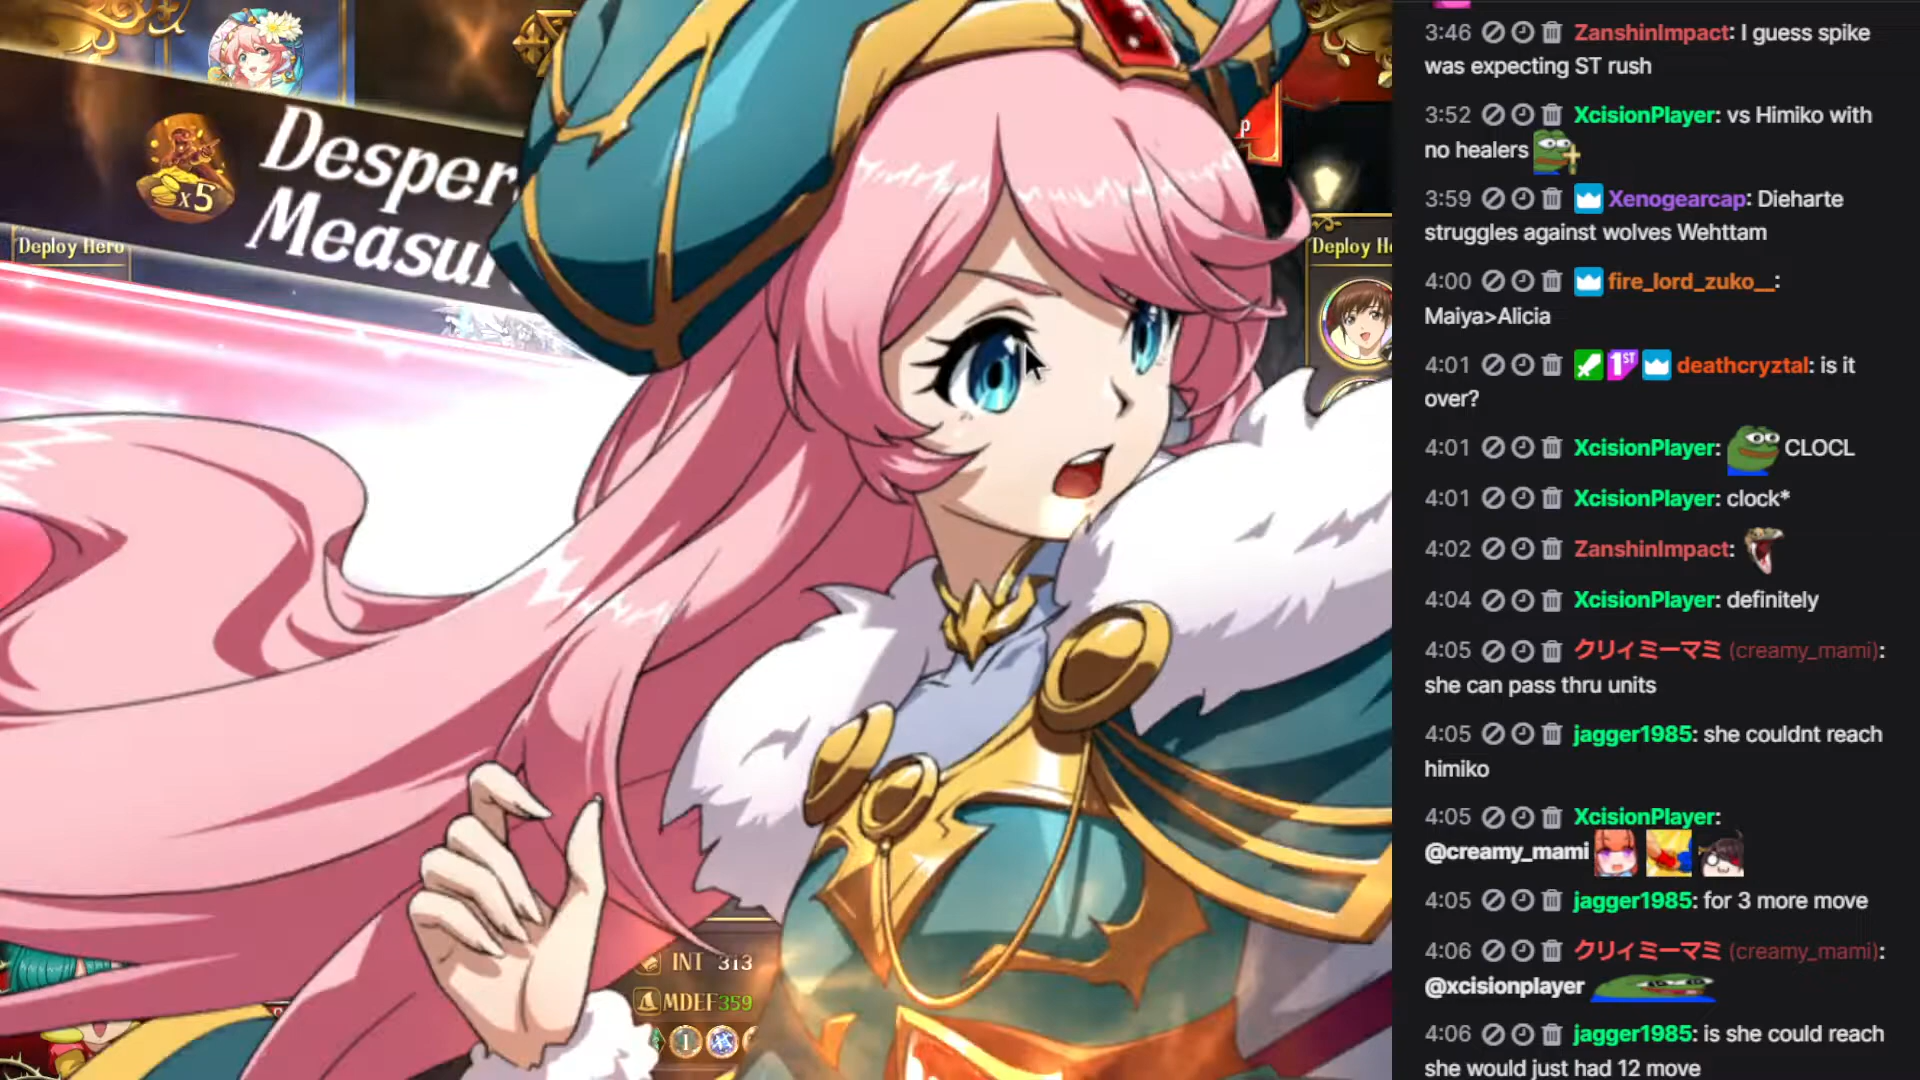 x5
Desper
Measu
Deploy Hero
Deploy He
INT 313
MDEF359
1
3:46 ZanshinImpact: I guess spike
was expecting ST rush
3:52 XcisionPlayer: vs Himiko with
no healers
3:59 Xenogearcap: Dieharte
struggles against wolves Wehttam
4:00 fire_lord_zuko__:
Maiya>Alicia
4:01 1ST deathcryztal: is it
over?
4:01 XcisionPlayer: CLOCL
4:01 XcisionPlayer: clock*
4:02 ZanshinImpact:
4:04 XcisionPlayer: definitely
4:05 クリィミーマミ (creamy_mami):
she can pass thru units
4:05 jagger1985: she couldnt reach
himiko
4:05 XcisionPlayer:
@creamy_mami
4:05 jagger1985: for 3 more move
4:06 クリィミーマミ (creamy_mami):
@xcisionplayer
4:06 jagger1985: is she could reach
she would just had 12 move